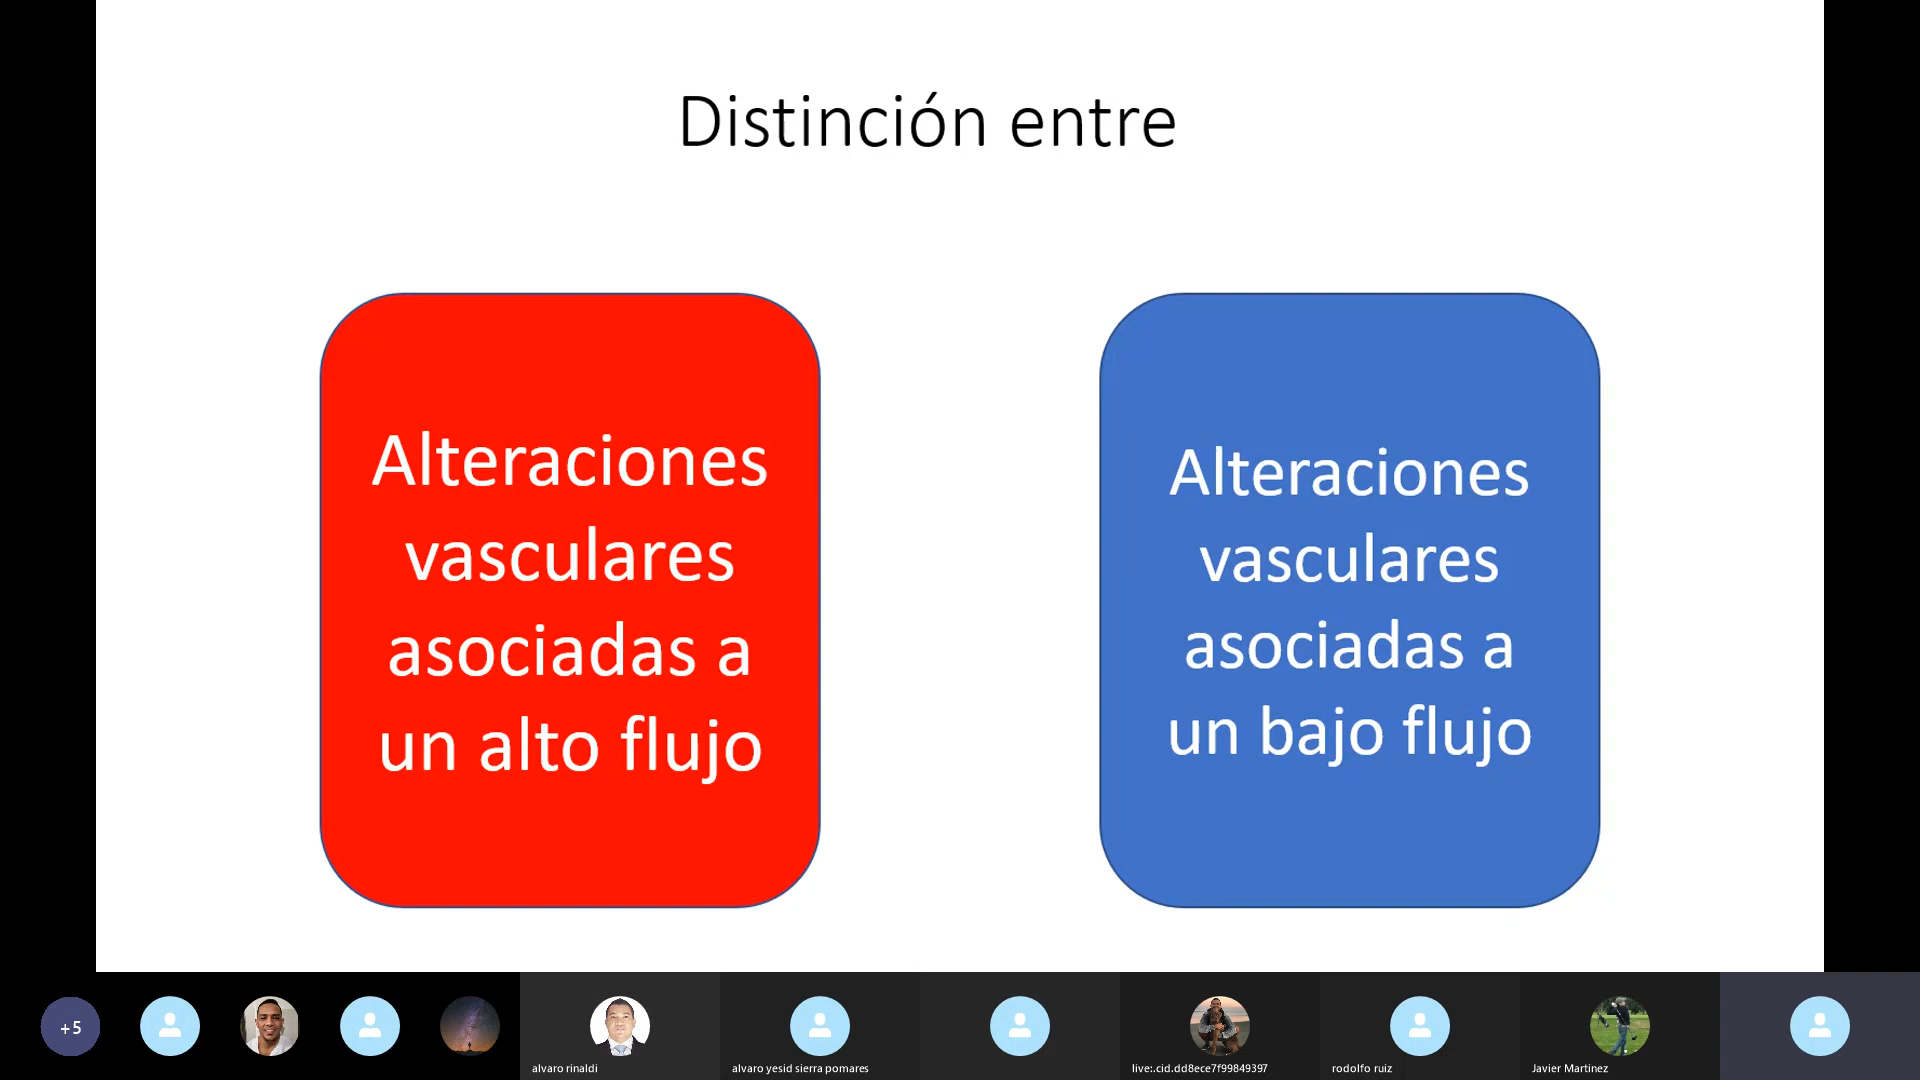 Distinción entre
Alteraciones
vasculares
asociadas a
un alto flujo
Alteraciones
vasculares
asociadas a
un bajo flujo
+5
alvaro rinaldi
alvaro yesid sierra pomares
live:.cid.dd8ece7f99849397
rodolfo ruiz
Javier Martinez